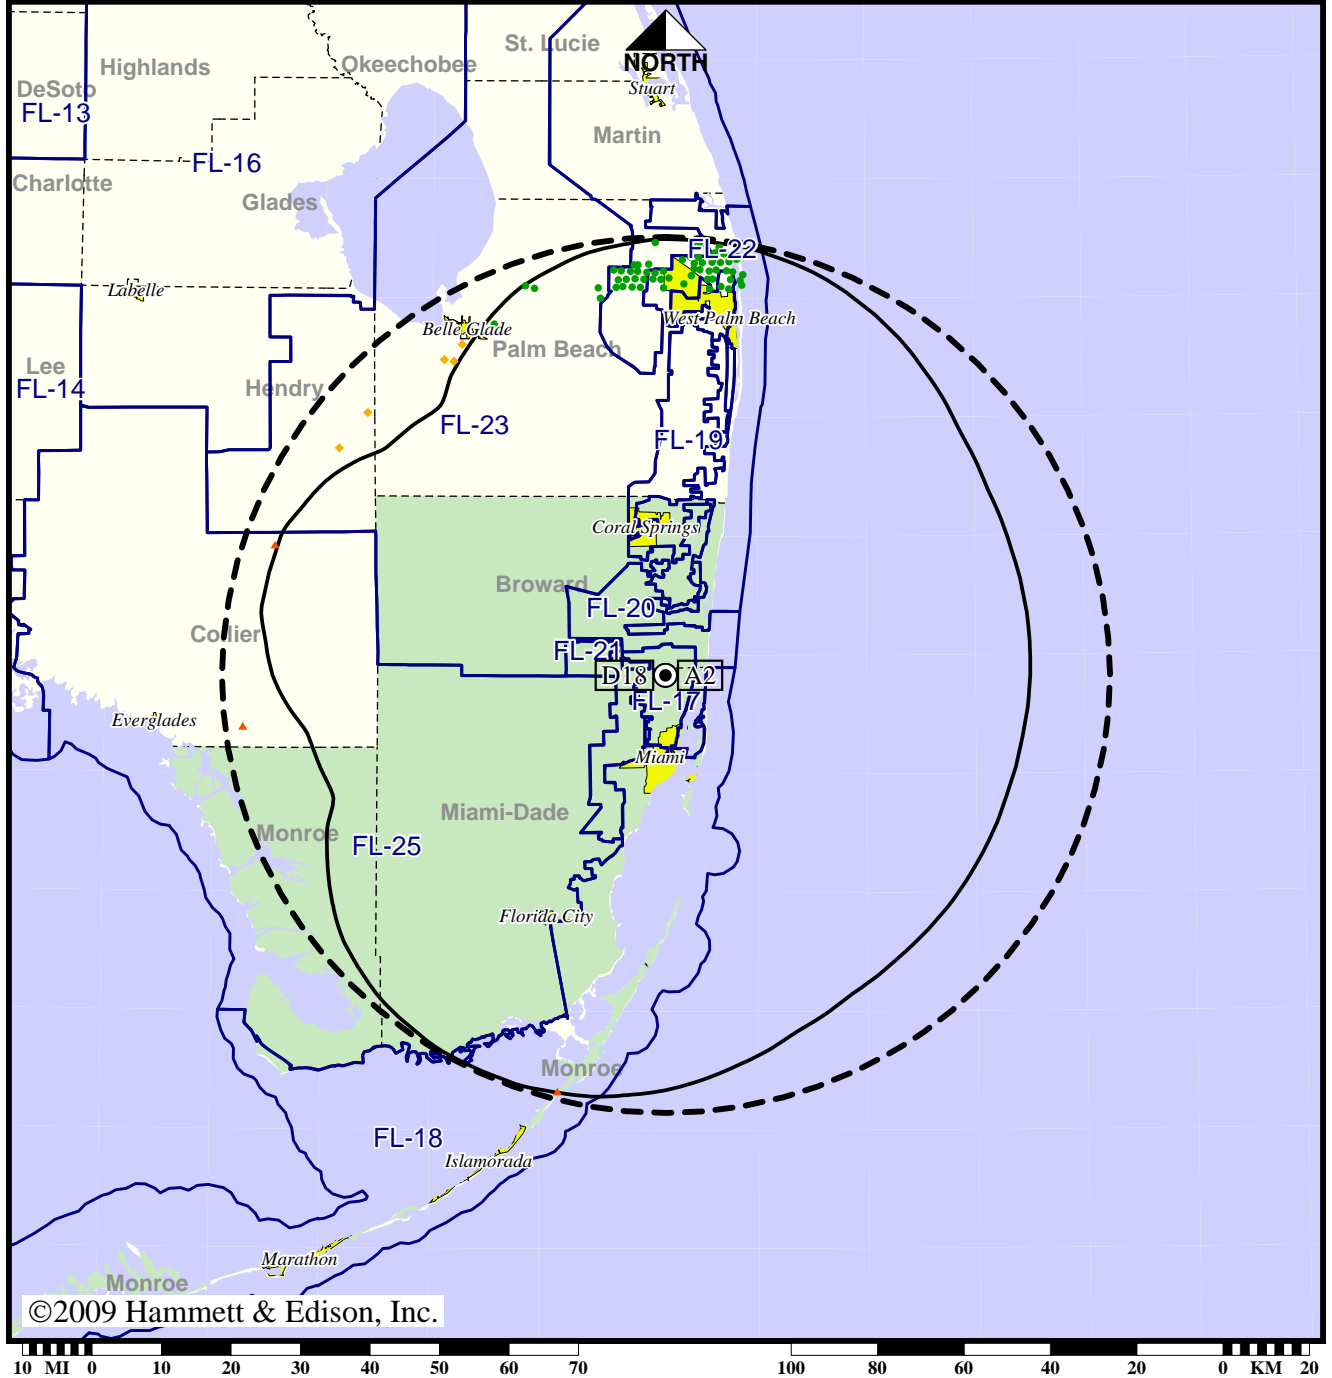 St. Lucie
Highlands
Okeechobee
NORTH
DeSoto
Stuart
FL-13
Martin
FL-16
Charlotte
Glades
FL-22
Labelle
West Palm Beach
Belle Glade
Palm Beach
Lee
FL-14
Hendry
FL-23
FL-19
Coral Springs
Broward
FL-20
Collier
FL-21
D18
A2
FL-17
Everglades
Miami
Miami-Dade
Monroe
FL-25
Florida City
Monroe
FL-18
Islamorada
Marathon
Monroe
©2009 Hammett & Edison, Inc.
10 MI 0 10 20 30 40 50 60 70 100 80 60 40 20 0 KM 20